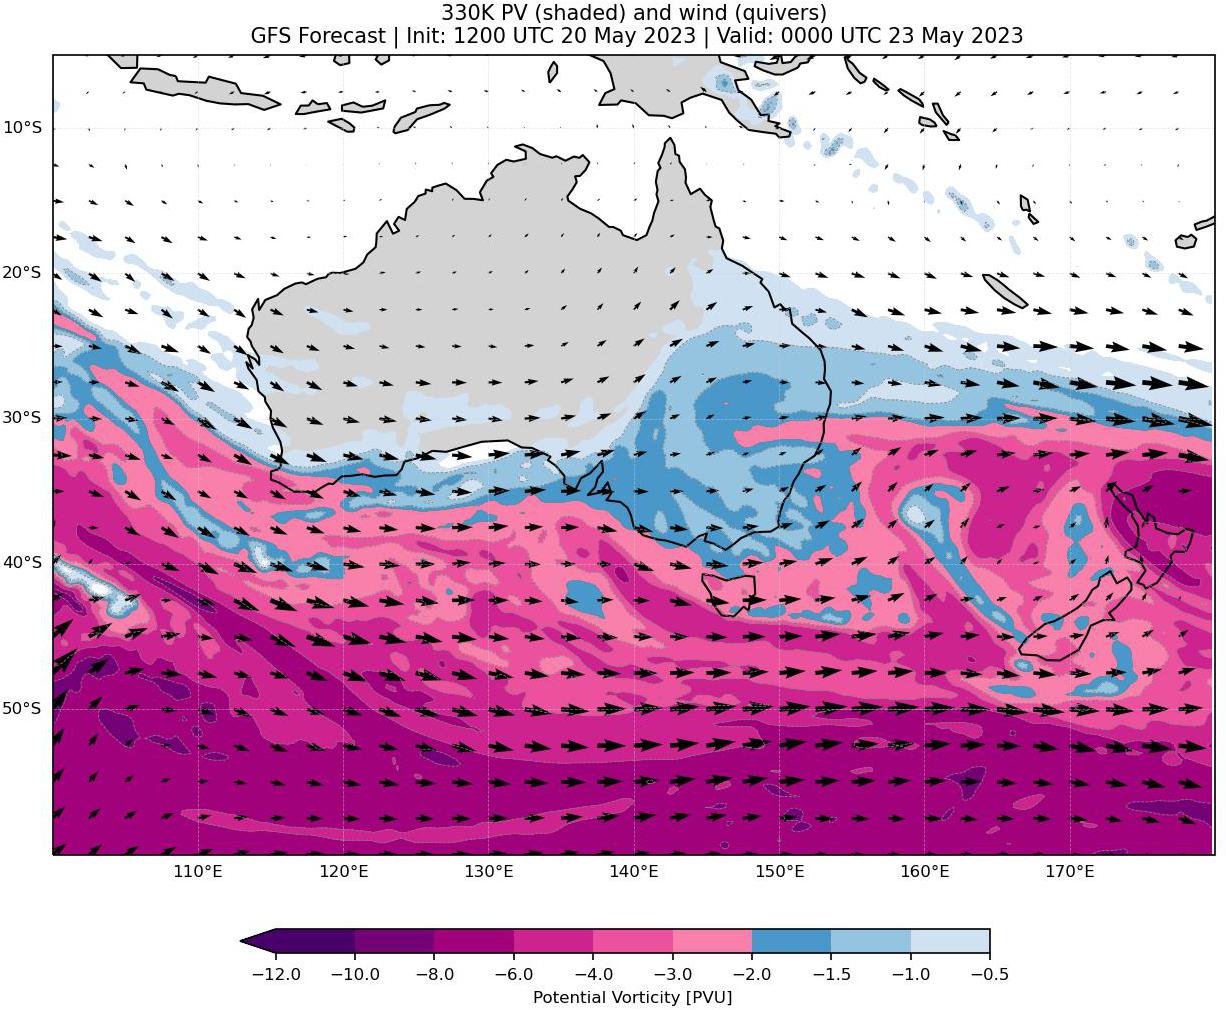 330K PV (shaded) and wind (quivers)
GFS Forecast | Init: 1200 UTC 20 May 2023 | Valid: 0000 UTC 23 May 2023
10°S
20°S
30°S
40°S
50°S
110°E 120°E 130°E 140°E 150°E 160°E 170°E
−12.0 −10.0 −8.0 −6.0 −4.0 −3.0 −2.0 −1.5 −1.0 −0.5
Potential Vorticity [PVU]